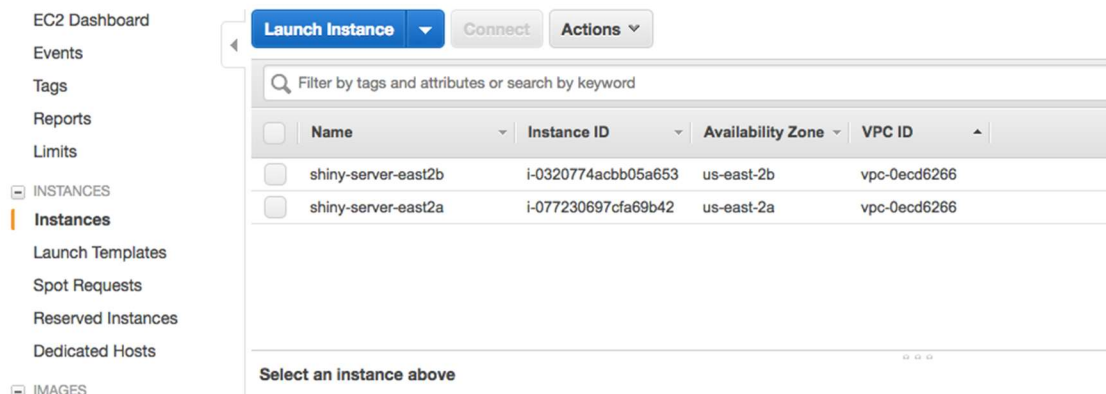 EC2 Dashboard
Events
Tags
Reports
Limits
INSTANCES
Instances
Launch Templates
Spot Requests
Reserved Instances
Dedicated Hosts
IMAGES
Launch Instance Connect Actions
Filter by tags and attributes or search by keyword
Name Instance ID Availability Zone VPC ID
shiny-server-east2b i-0320774acbb05a653 us-east-2b vpc-0ecd6266
shiny-server-east2a i-077230697cfa69b42 us-east-2a vpc-0ecd6266
Select an instance above